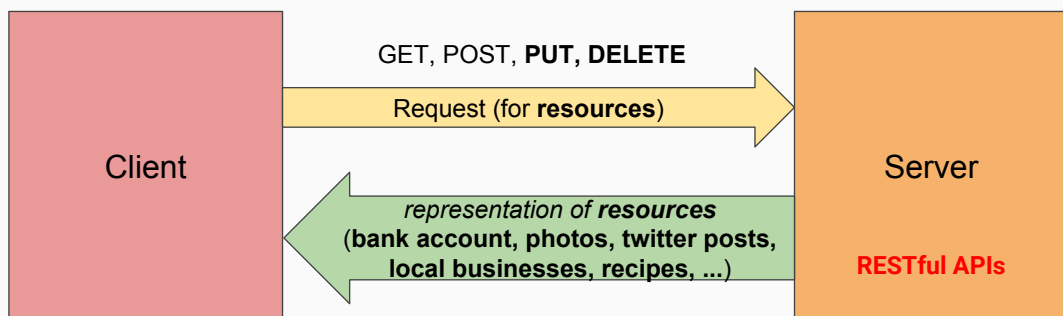 GET, POST, PUT, DELETE
Request (for resources)
Client
Server
representation of resources
(bank account, photos, twitter posts,
local businesses, recipes, ...)
RESTful APIs